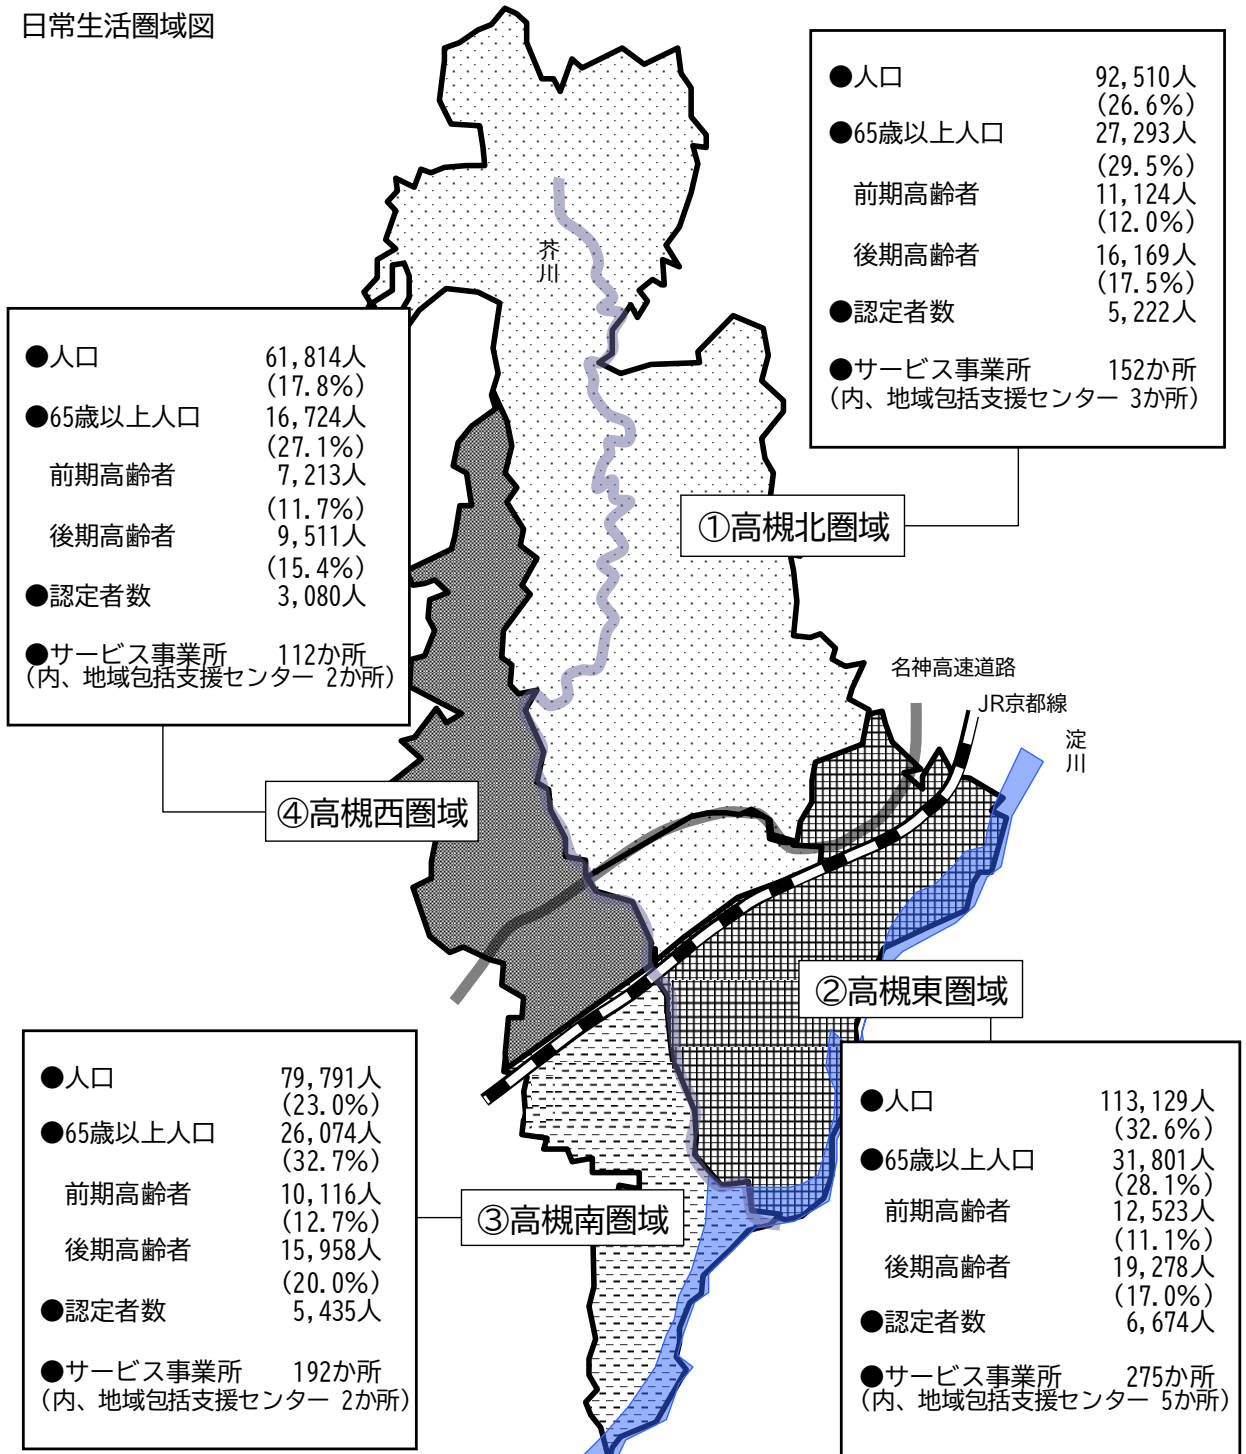 日常生活圏域図
●人口 92,510人
(26.6%)
●65歳以上人口 27,293人
(29.5%)
前期高齢者 11,124人
(12.0%)
後期高齢者 16,169人
(17.5%)
●認定者数 5,222人
●サービス事業所 152か所
(内、地域包括支援センター 3か所)
①高槻北圏域
芥川
●人口 61,814人
(17.8%)
●65歳以上人口 16,724人
(27.1%)
前期高齢者 7,213人
(11.7%)
後期高齢者 9,511人
(15.4%)
●認定者数 3,080人
●サービス事業所 112か所
(内、地域包括支援センター 2か所)
④高槻西圏域
名神高速道路
JR京都線
淀川
②高槻東圏域
●人口 79,791人
(23.0%)
●65歳以上人口 26,074人
(32.7%)
前期高齢者 10,116人
(12.7%)
後期高齢者 15,958人
(20.0%)
●認定者数 5,435人
●サービス事業所 192か所
(内、地域包括支援センター 2か所)
③高槻南圏域
●人口 113,129人
(32.6%)
●65歳以上人口 31,801人
(28.1%)
前期高齢者 12,523人
(11.1%)
後期高齢者 19,278人
(17.0%)
●認定者数 6,674人
●サービス事業所 275か所
(内、地域包括支援センター 5か所)